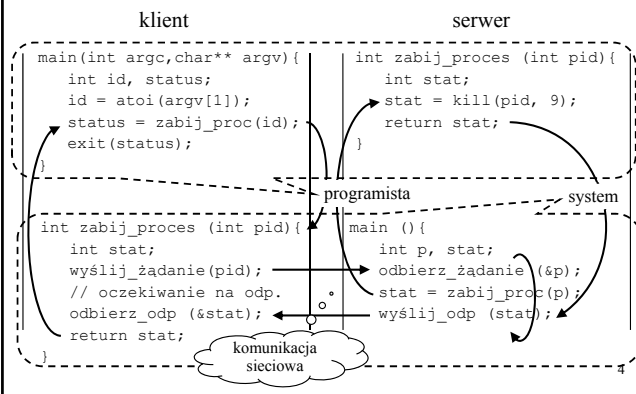 klient
serwer
main(int argc,char** argv){
int id, status;
id = atoi(argv[1]);
status = zabij_proc(id);
exit(status);
}
int zabij_proces (int pid){
int stat;
stat = kill(pid, 9);
return stat;
}
programista
system
int zabij_proces (int pid){
int stat;
wyślij_żądanie(pid);
// oczekiwanie na odp.
odbierz_odp (&stat);
return stat;
}
main (){
int p, stat;
odbierz_żądanie (&p);
stat = zabij_proc(p);
wyślij_odp (stat);
}
komunikacja
sieciowa
4